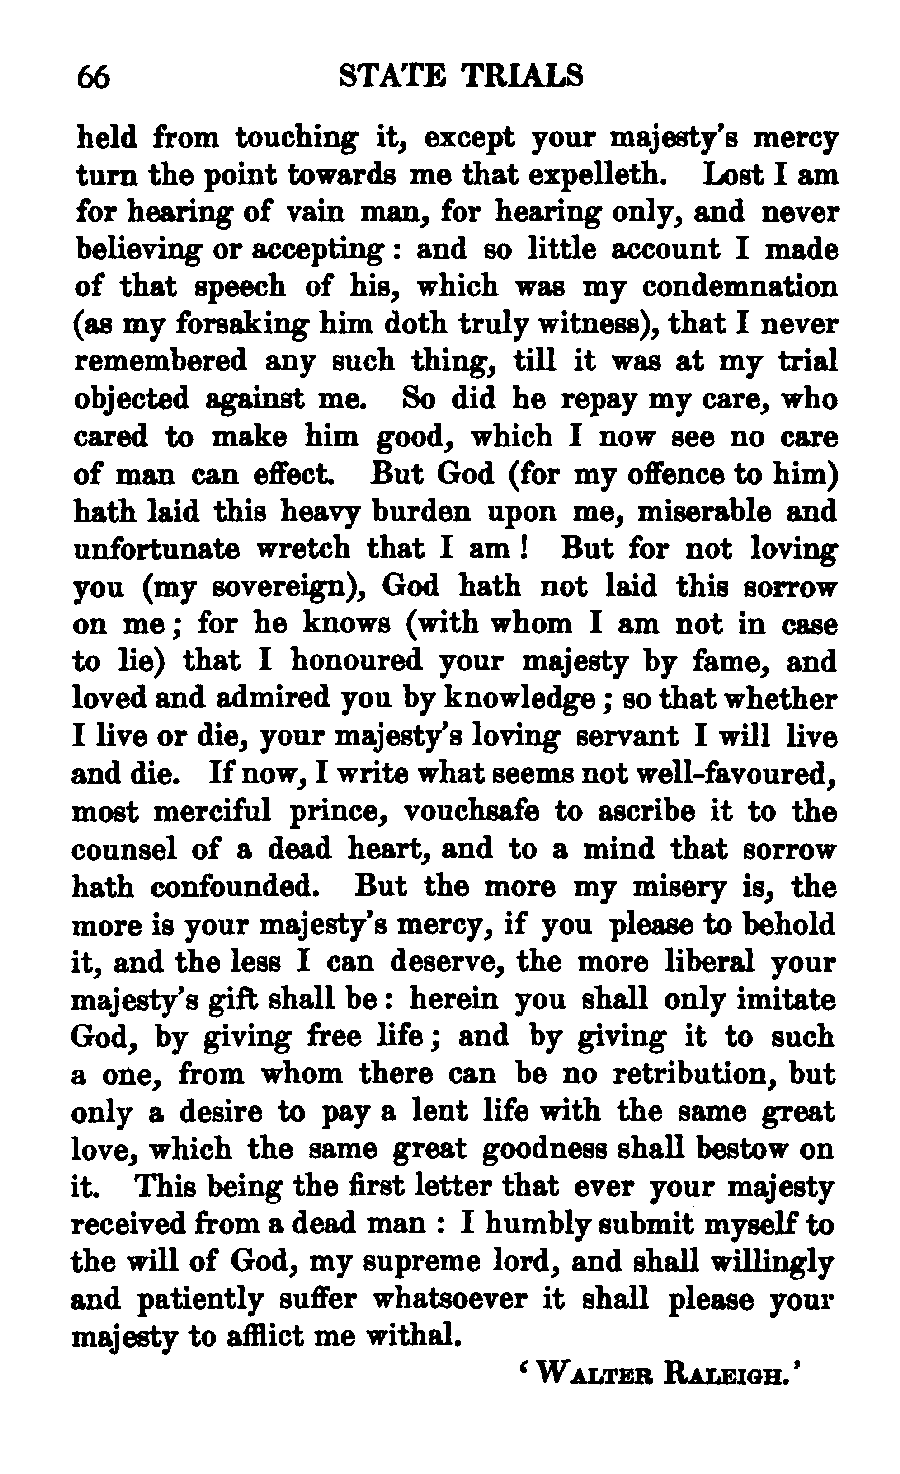 66 STATE TRIALS
held from touching it, except your majesty's mercy
turn the point towards me that expelleth. Lost I am
for hearing of vain man, for hearing only, and never
believing or accepting : and so little account I made
of that speech of his, which was my condemnation
(as my forsaking him doth truly witness), that I never
remembered any such thing, till it was at my trial
objected against me. So did he repay my care, who
cared to make him good, which I now see no care
of man can effect. But God (for my offence to him)
hath laid this heavy burden upon me, miserable and
unfortunate wretch that I am ! But for not loving
you (my sovereign), God hath not laid this sorrow
on me ; for he knows (with whom I am not in case
to lie) that I honoured your majesty by fame, and
loved and admired you by knowledge ; so that whether
I live or die, your majesty's loving servant I will live
and die. If now, I write what seems not well-favoured,
most merciful prince, vouchsafe to ascribe it to the
counsel of a dead heart, and to a mind that sorrow
hath confounded. But the more my misery is, the
more is your majesty's mercy, if you please to behold
it, and the less I can deserve, the more liberal your
majesty's gift shall be : herein you shall only imitate
God, by giving free life ; and by giving it to such
a one, from whom there can be no retribution, but
only a desire to pay a lent life with the same great
love, which the same great goodness shall bestow on
it. This being the first letter that ever your majesty
received from a dead man : I humbly submit myself to
the will of God, my supreme lord, and shall willingly
and patiently suffer whatsoever it shall please your
majesty to afflict me withal.
‘ WALTER RALEIGH.’